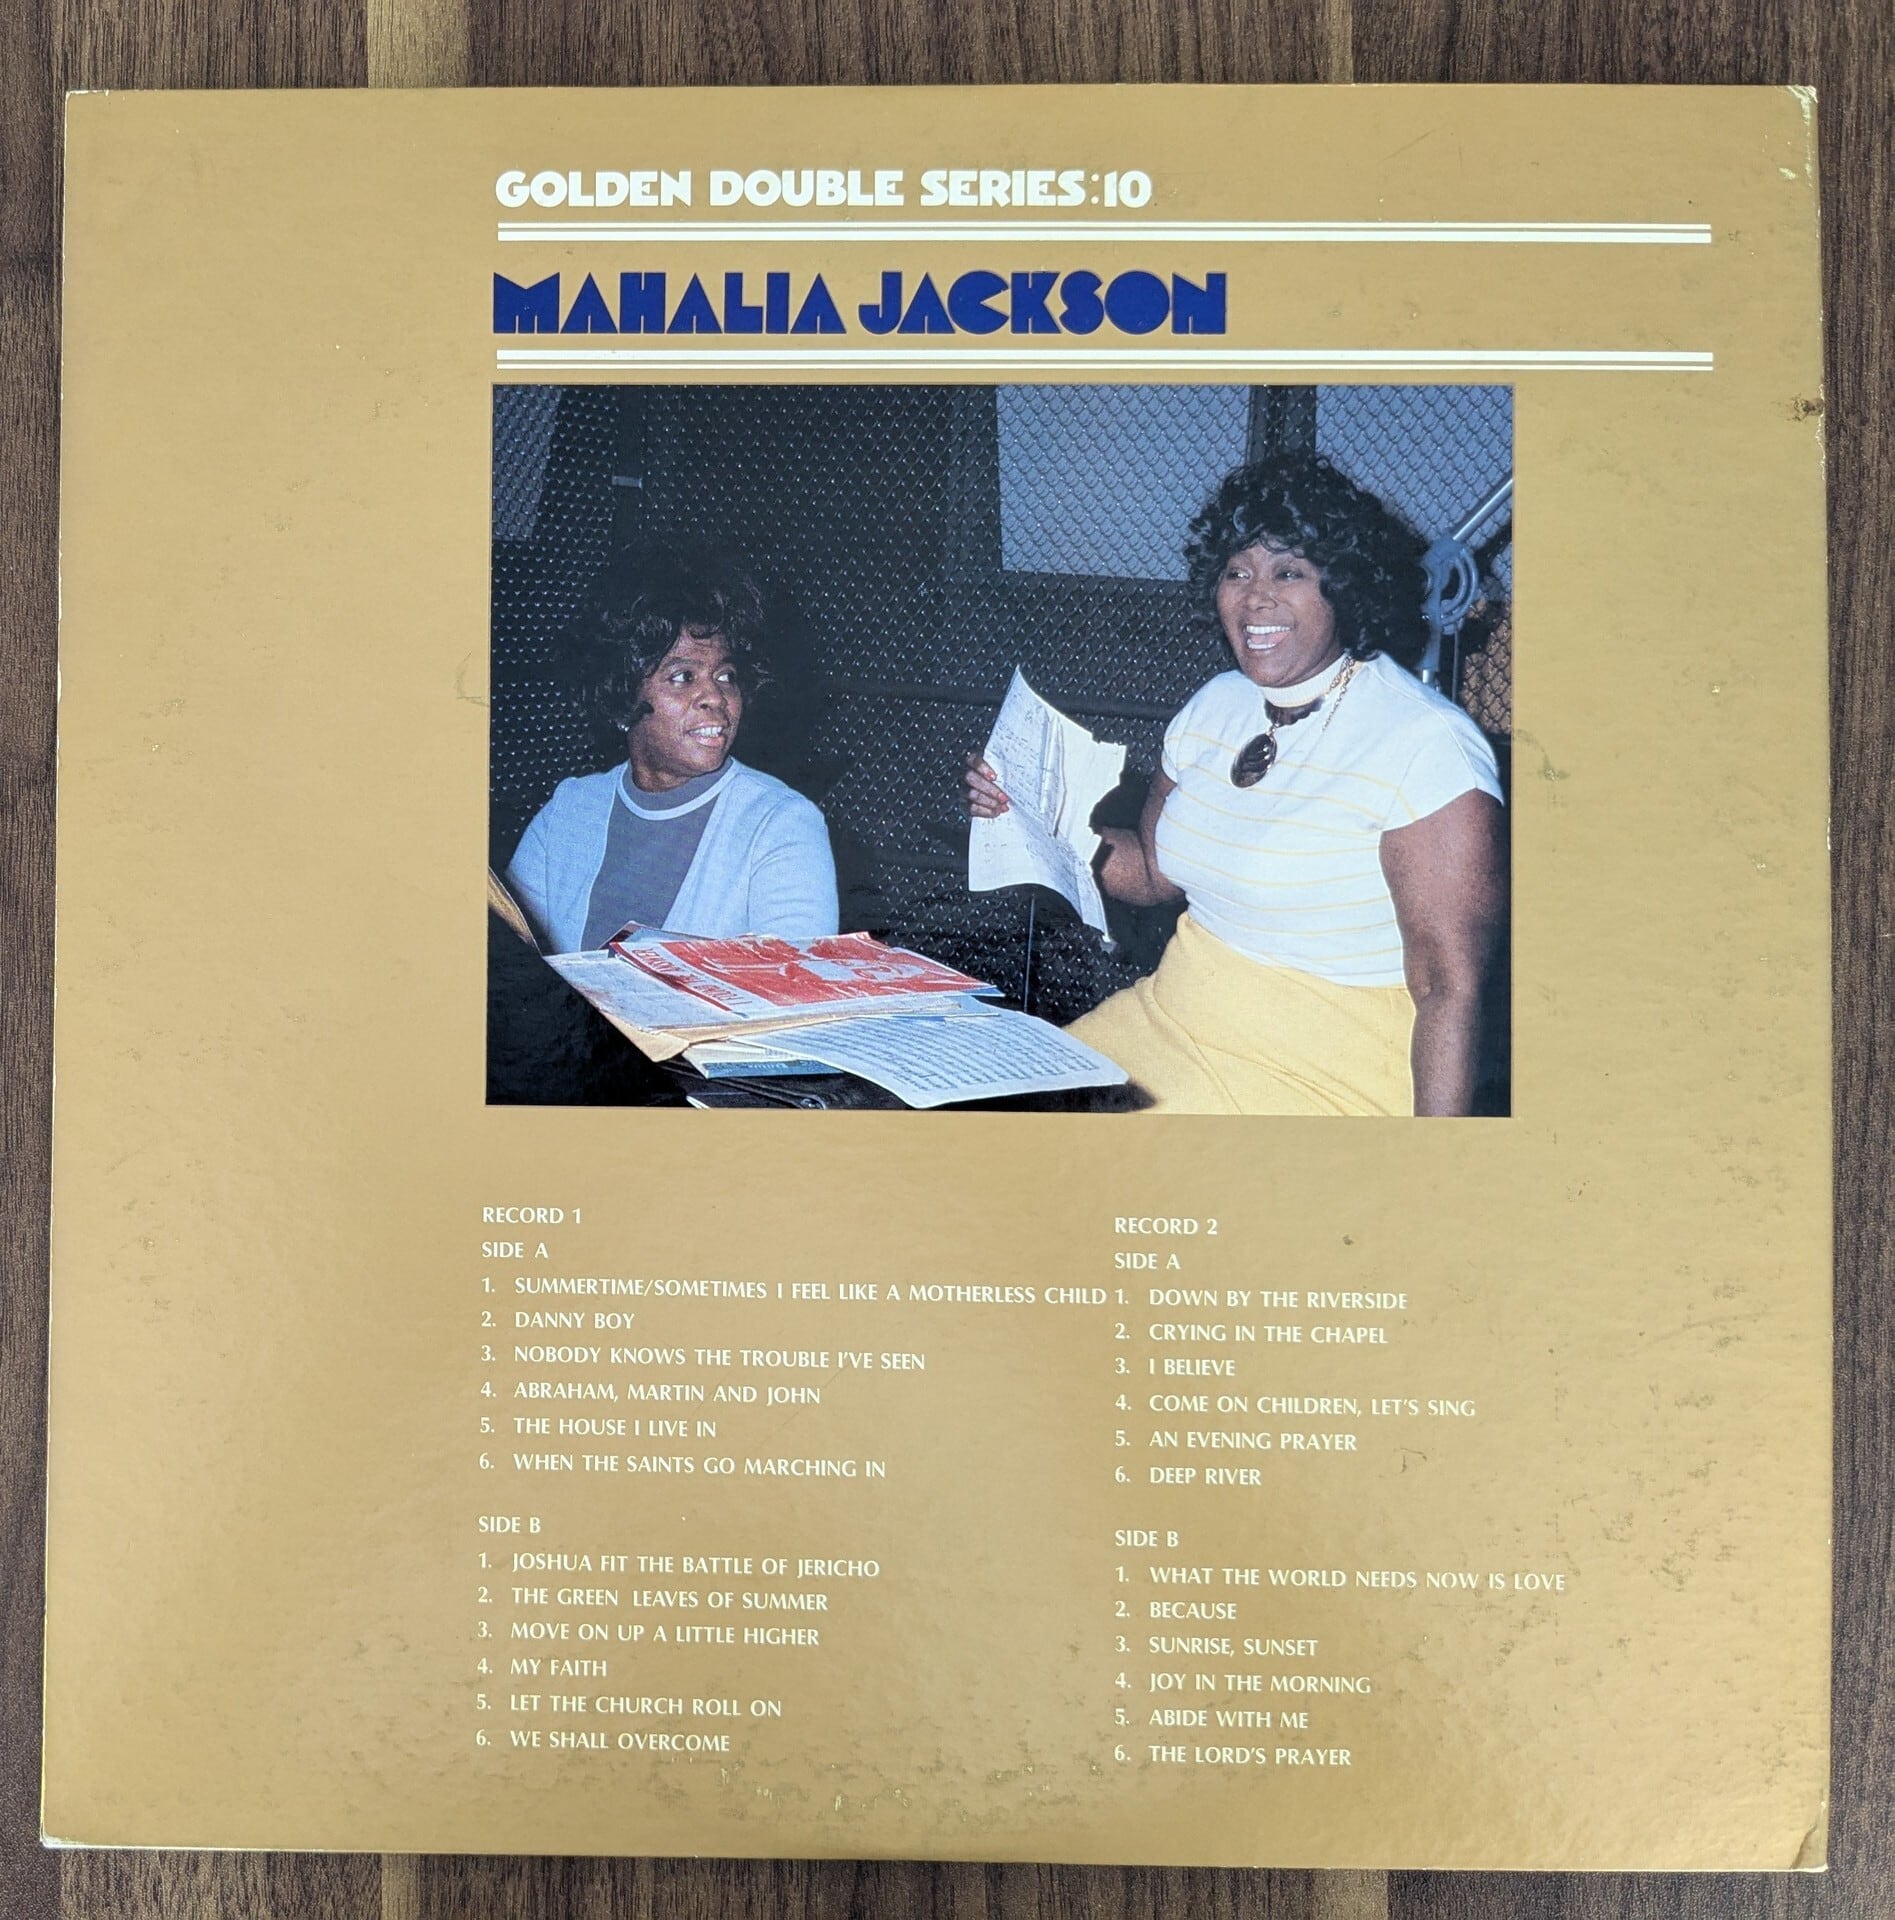 GOLDEN DOUBLE SERIES:10
MAHALIA JACKSON
RECORD 1
SIDE A
1. SUMMERTIME/SOMETIMES I FEEL LIKE A MOTHERLESS CHILD
2. DANNY BOY
3. NOBODY KNOWS THE TROUBLE I'VE SEEN
4. ABRAHAM, MARTIN AND JOHN
5. THE HOUSE I LIVE IN
6. WHEN THE SAINTS GO MARCHING IN
SIDE B
1. JOSHUA FIT THE BATTLE OF JERICHO
2. THE GREEN LEAVES OF SUMMER
3. MOVE ON UP A LITTLE HIGHER
4. MY FAITH
5. LET THE CHURCH ROLL ON
6. WE SHALL OVERCOME
RECORD 2
SIDE A
1. DOWN BY THE RIVERSIDE
2. CRYING IN THE CHAPEL
3. I BELIEVE
4. COME ON CHILDREN, LET'S SING
5. AN EVENING PRAYER
6. DEEP RIVER
SIDE B
1. WHAT THE WORLD NEEDS NOW IS LOVE
2. BECAUSE
3. SUNRISE, SUNSET
4. JOY IN THE MORNING
5. ABIDE WITH ME
6. THE LORD'S PRAYER